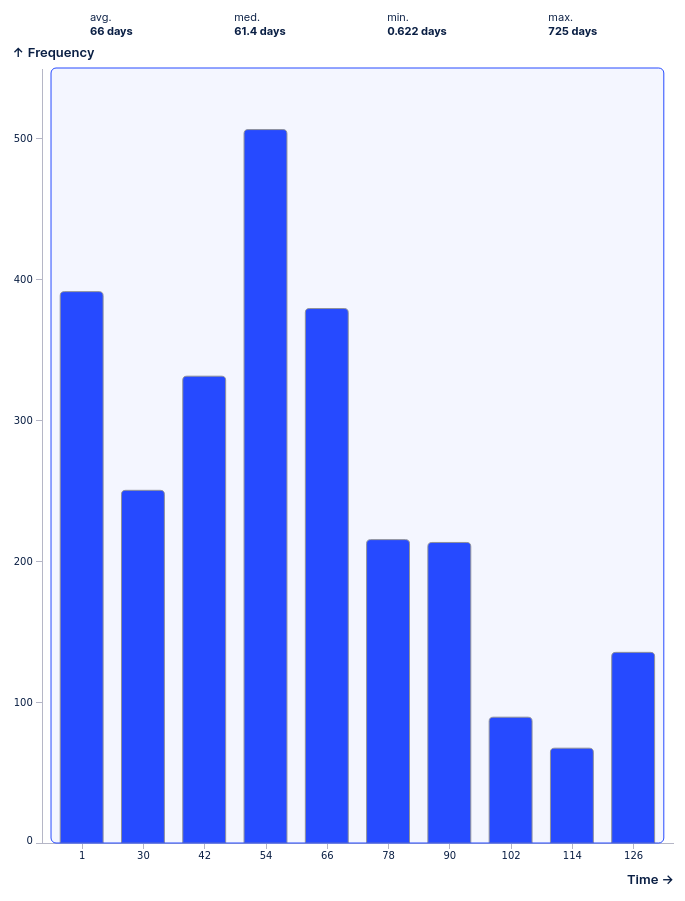 avg. med. min. max.
66 days 61.4 days 0.622 days 725 days
↑ Frequency
500
400
300
200
100
0
1 30 42 54 66 78 90 102 114 126
Time →